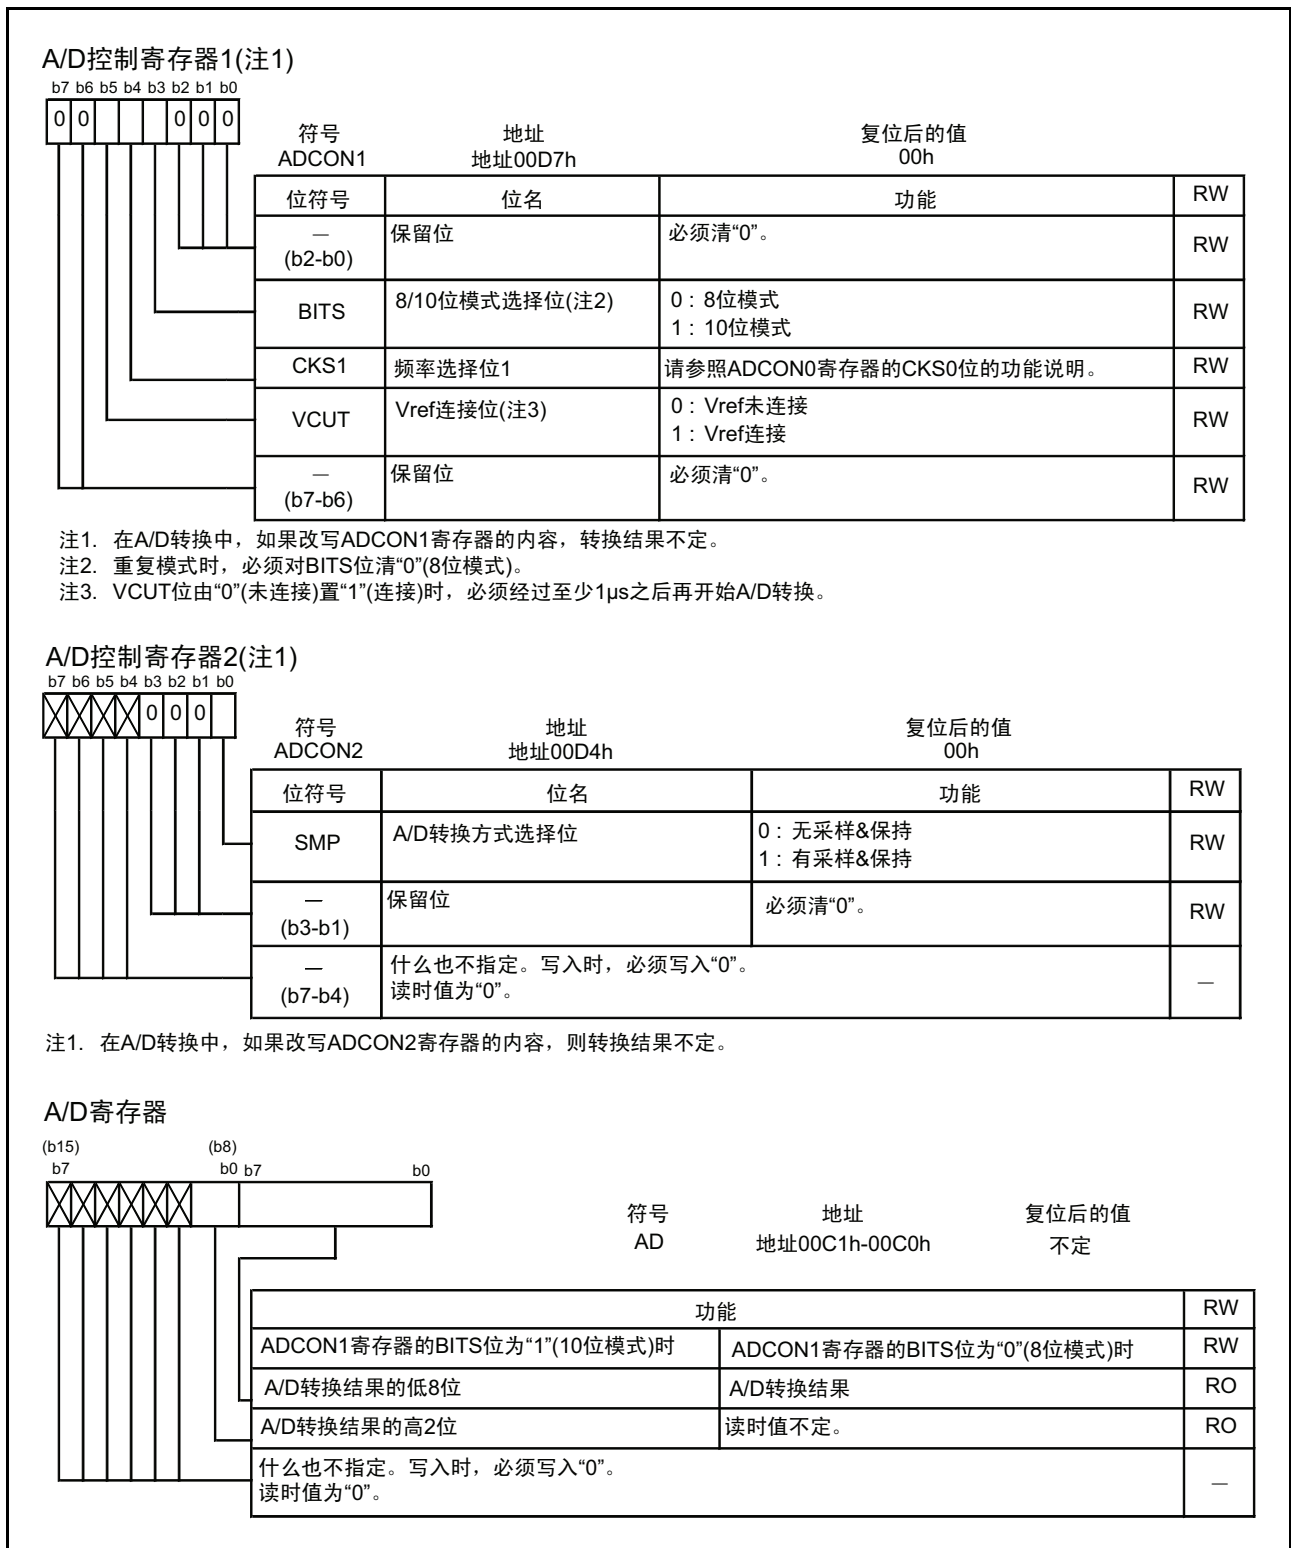 A/D控制寄存器1(注1)
b7 b6 b5 b4 b3 b2 b1 b0
0 0 0 0 0
符号 地址 复位后的值
ADCON1 地址00D7h 00h
位符号 位名 功能 RW
— (b2-b0) 保留位 必须清“0”。 RW
BITS 8/10位模式选择位(注2) 0：8位模式 RW
1：10位模式
CKS1 频率选择位1 请参照ADCON0寄存器的CKS0位的功能说明。 RW
VCUT Vref连接位(注3) 0：Vref未连接 RW
1：Vref连接
— (b7-b6) 保留位 必须清“0”。 RW
注1. 在A/D转换中，如果改写ADCON1寄存器的内容，转换结果不定。
注2. 重复模式时，必须对BITS位清“0”(8位模式)。
注3. VCUT位由“0”(未连接)置“1”(连接)时，必须经过至少1μs之后再开始A/D转换。
A/D控制寄存器2(注1)
b7 b6 b5 b4 b3 b2 b1 b0
0 0 0
符号 地址 复位后的值
ADCON2 地址00D4h 00h
位符号 位名 功能 RW
SMP A/D转换方式选择位 0：无采样&保持 RW
1：有采样&保持
— (b3-b1) 保留位 必须清“0”。 RW
— (b7-b4) 什么也不指定。写入时，必须写入“0”。 —
读时值为“0”。
注1. 在A/D转换中，如果改写ADCON2寄存器的内容，则转换结果不定。
A/D寄存器
(b15) (b8)
b7 b0 b7 b0
符号 地址 复位后的值
AD 地址00C1h-00C0h 不定
功能 RW
ADCON1寄存器的BITS位为“1”(10位模式)时 ADCON1寄存器的BITS位为“0”(8位模式)时 RW
A/D转换结果的低8位 A/D转换结果 RO
A/D转换结果的高2位 读时值不定。 RO
什么也不指定。写入时，必须写入“0”。 —
读时值为“0”。